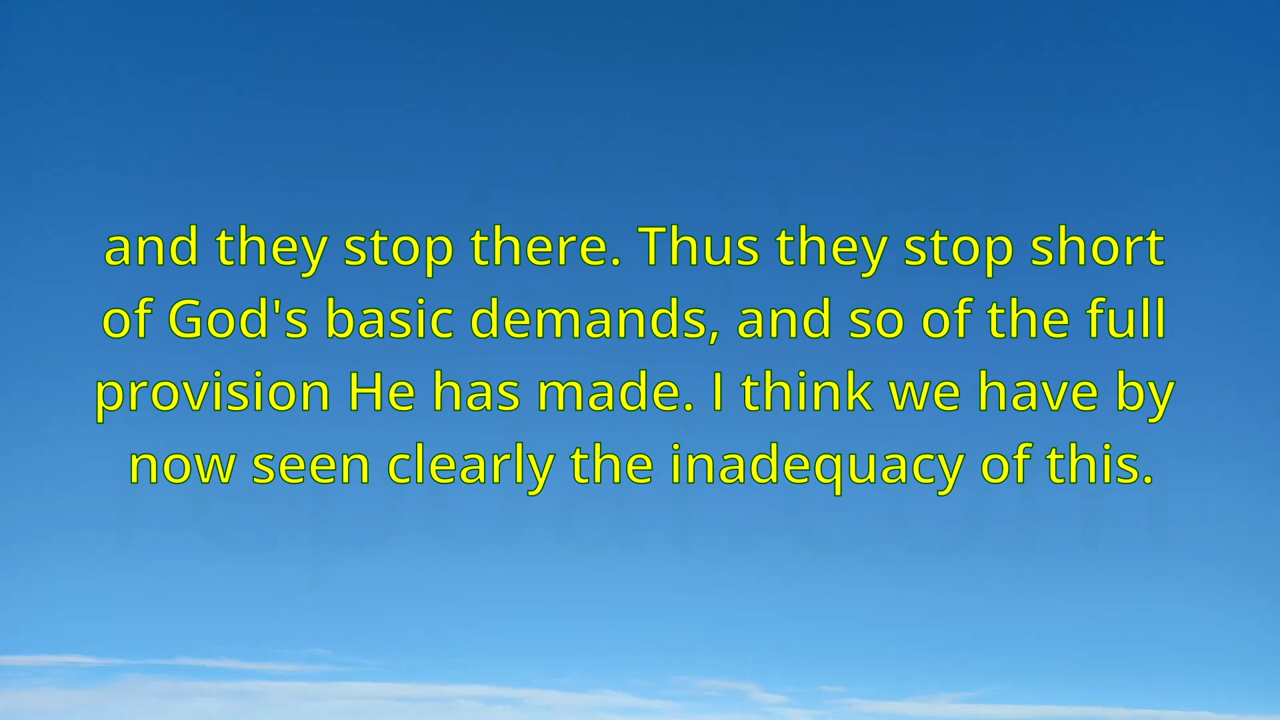 and they stop there. Thus they stop short
of God's basic demands, and so of the full
provision He has made. I think we have by
now seen clearly the inadequacy of this.